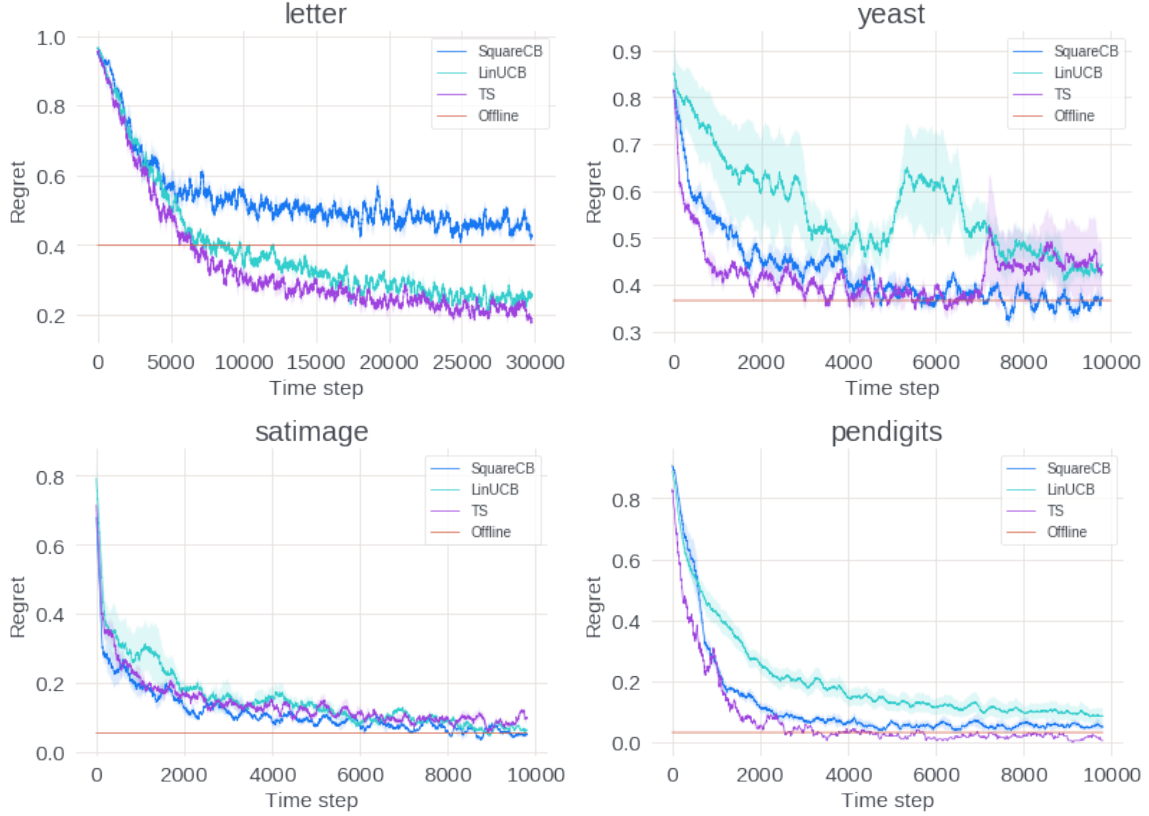 letter
1.0
0.8
0.6
0.4
0.2
Regret
SquareCB
LinUCB
TS
Offline
0 5000 10000 15000 20000 25000 30000
Time step
yeast
0.9
0.8
0.7
0.6
0.5
0.4
0.3
Regret
SquareCB
LinUCB
TS
Offline
0 2000 4000 6000 8000 10000
Time step
satimage
0.8
0.6
0.4
0.2
0.0
Regret
SquareCB
LinUCB
TS
Offline
0 2000 4000 6000 8000 10000
Time step
pendigits
0.8
0.6
0.4
0.2
0.0
Regret
SquareCB
LinUCB
TS
Offline
0 2000 4000 6000 8000 10000
Time step